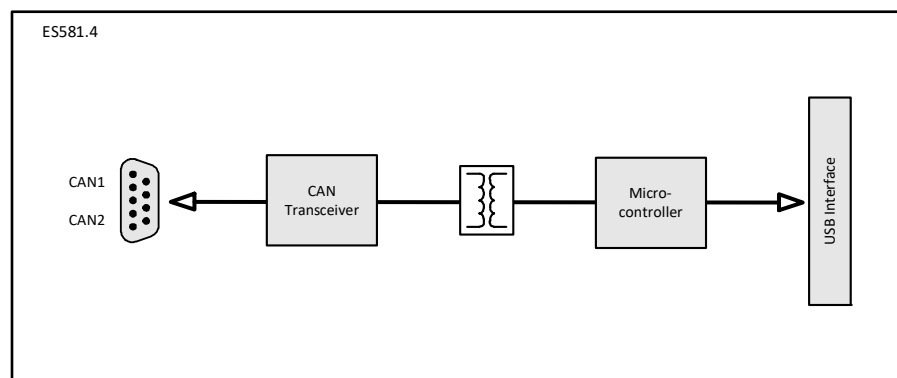 ES581.4
CAN1
CAN2
CAN
Transceiver
Micro-
controller
USB Interface